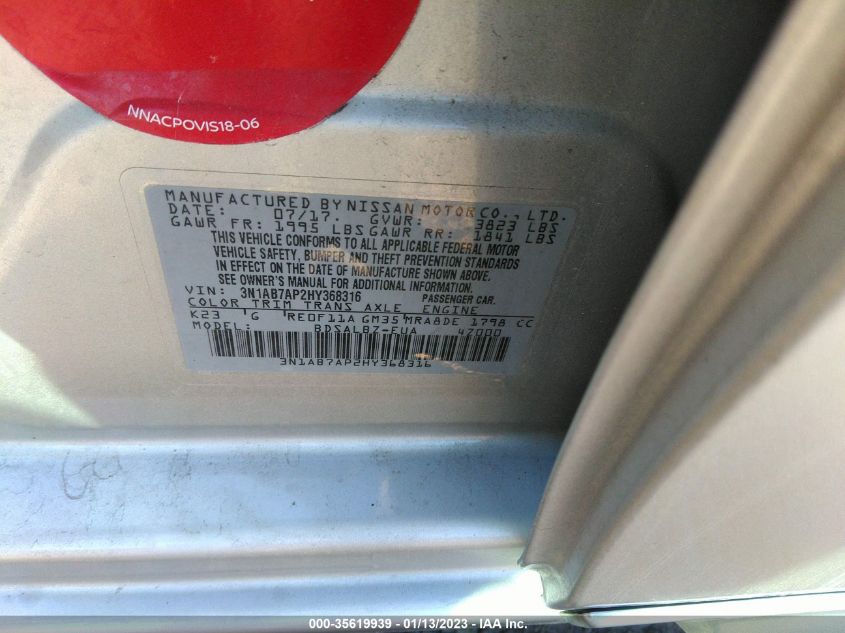 NNACPOVIS18-06
MANUFACTURED BY NISSAN MOTOR CO., LTD.
DATE: 07/17. GVWR: 3823 LBS
GAWR FR: 1995 LBS GAWR RR: 1841 LBS
THIS VEHICLE CONFORMS TO ALL APPLICABLE FEDERAL MOTOR
VEHICLE SAFETY, BUMPER AND THEFT PREVENTION STANDARDS
IN EFFECT ON THE DATE OF MANUFACTURE SHOWN ABOVE.
SEE OWNER'S MANUAL FOR ADDITIONAL INFORMATION.
VIN: 3N1AB7AP2HY368316 PASSENGER CAR.
COLOR TRIM TRANS AXLE ENGINE
K23 'G RE0F11A GM35 MRA8DE 1798 CC
MODEL: BDSALBZ-EUA 47000
3N1AB7AP2HY368316
000-35619939 - 01/13/2023 - IAA Inc.